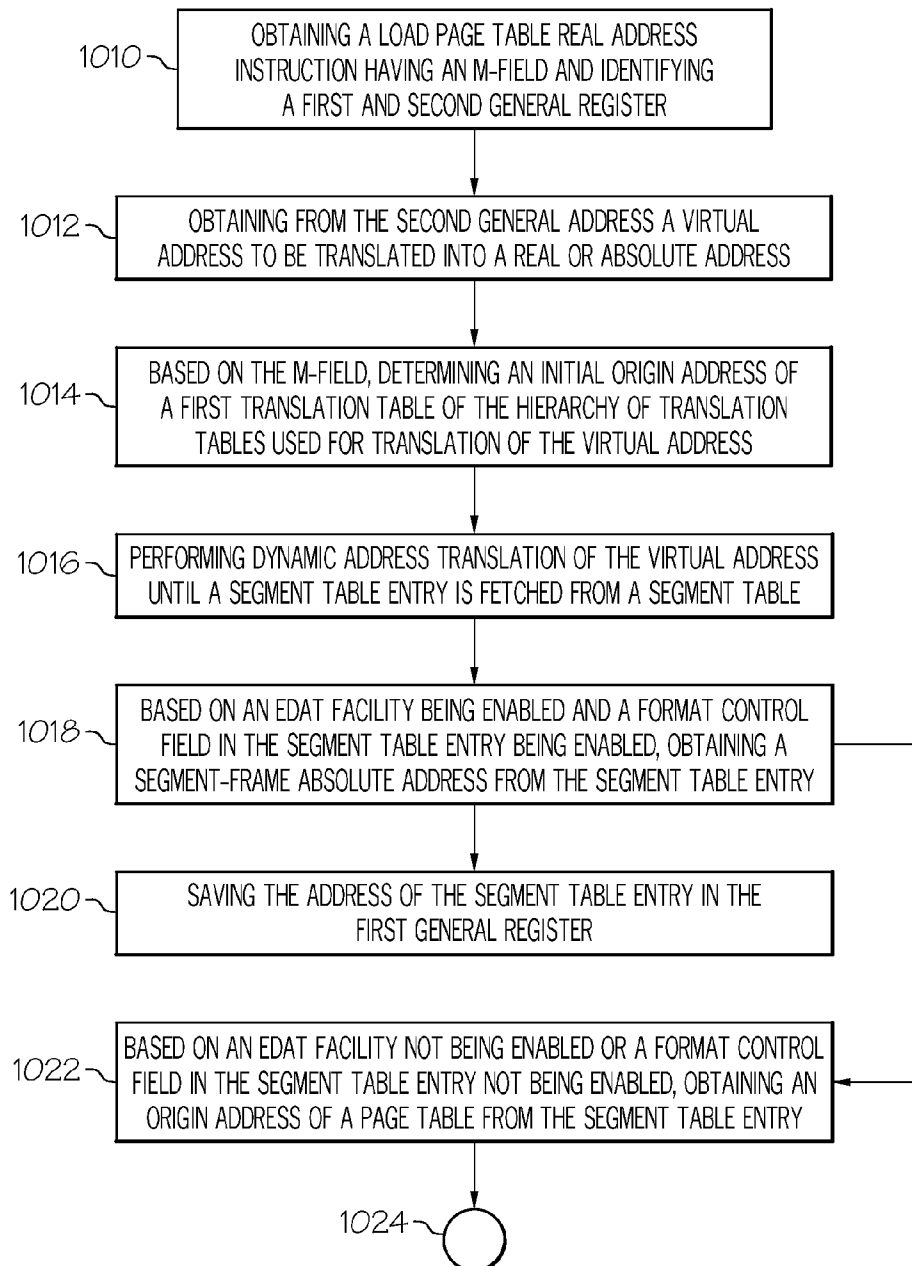 1010
OBTAINING A LOAD PAGE TABLE REAL ADDRESS
INSTRUCTION HAVING AN M-FIELD AND IDENTIFYING
A FIRST AND SECOND GENERAL REGISTER
1012
OBTAINING FROM THE SECOND GENERAL ADDRESS A VIRTUAL
ADDRESS TO BE TRANSLATED INTO A REAL OR ABSOLUTE ADDRESS
1014
BASED ON THE M-FIELD, DETERMINING AN INITIAL ORIGIN ADDRESS OF
A FIRST TRANSLATION TABLE OF THE HIERARCHY OF TRANSLATION
TABLES USED FOR TRANSLATION OF THE VIRTUAL ADDRESS
1016
PERFORMING DYNAMIC ADDRESS TRANSLATION OF THE VIRTUAL ADDRESS
UNTIL A SEGMENT TABLE ENTRY IS FETCHED FROM A SEGMENT TABLE
1018
BASED ON AN EDAT FACILITY BEING ENABLED AND A FORMAT CONTROL
FIELD IN THE SEGMENT TABLE ENTRY BEING ENABLED, OBTAINING A
SEGMENT-FRAME ABSOLUTE ADDRESS FROM THE SEGMENT TABLE ENTRY
1020
SAVING THE ADDRESS OF THE SEGMENT TABLE ENTRY IN THE
FIRST GENERAL REGISTER
1022
BASED ON AN EDAT FACILITY NOT BEING ENABLED OR A FORMAT CONTROL
FIELD IN THE SEGMENT TABLE ENTRY NOT BEING ENABLED, OBTAINING AN
ORIGIN ADDRESS OF A PAGE TABLE FROM THE SEGMENT TABLE ENTRY
1024